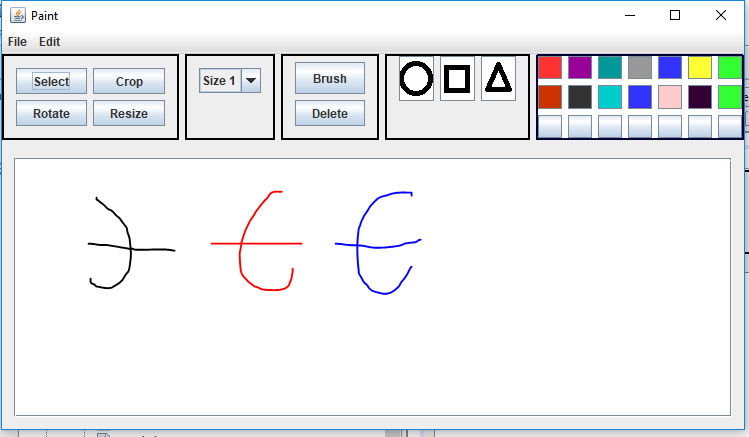 Paint
File Edit
Select Crop Size 1 Brush
Rotate Resize Delete